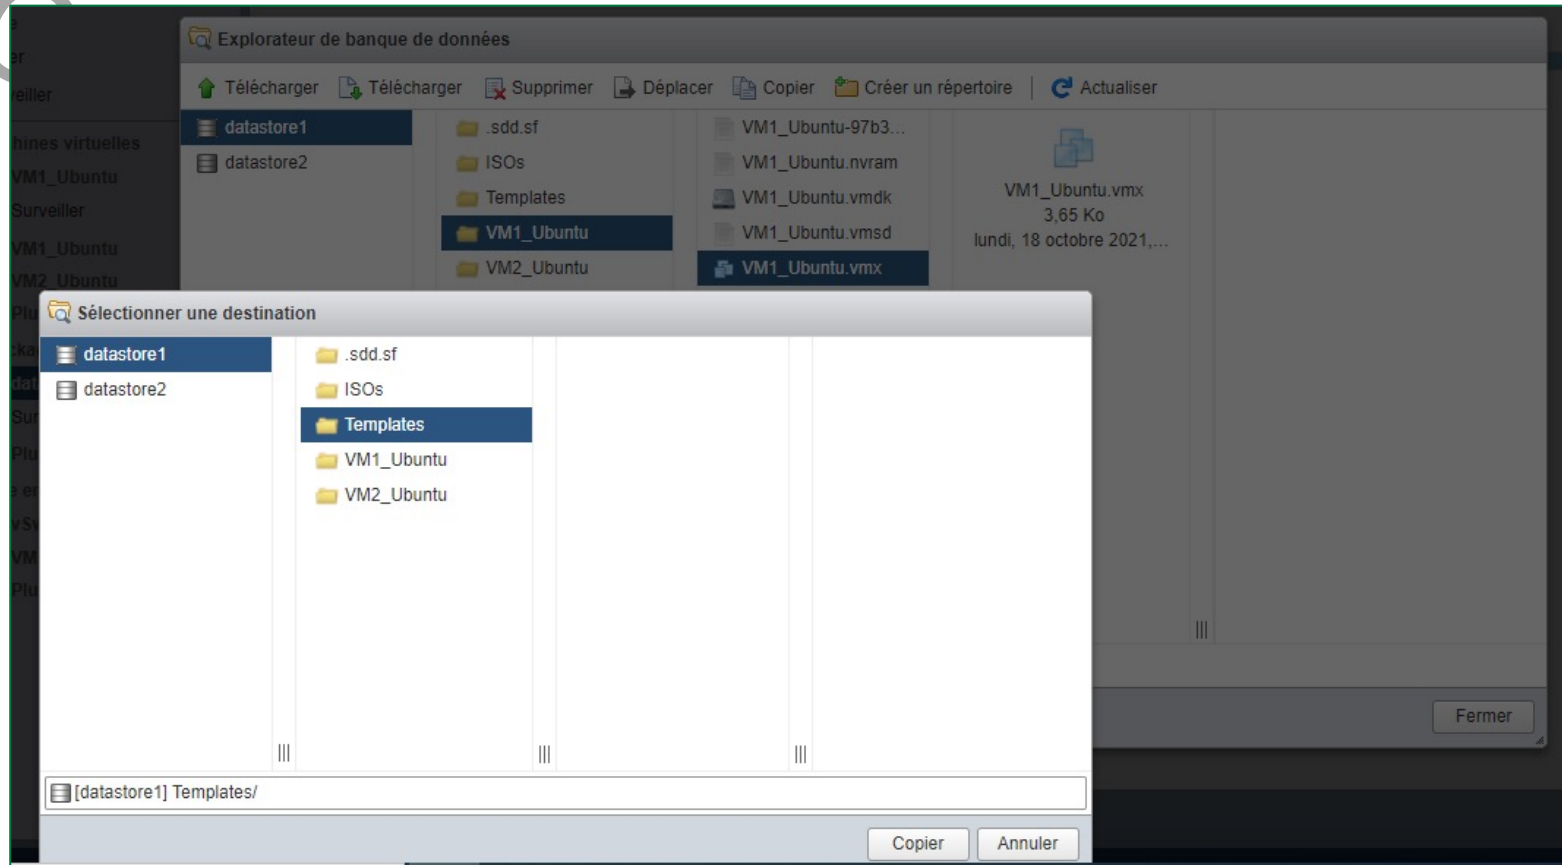 Explorateur de banque de données
Télécharger Télécharger Supprimer Déplacer Copier Créer un répertoire Actualiser
datastore1
datastore2
.sdd.sf
ISOs
Templates
VM1_Ubuntu
VM2_Ubuntu
VM1_Ubuntu-97b3...
VM1_Ubuntu.nvram
VM1_Ubuntu.vmdk
VM1_Ubuntu.vmsd
VM1_Ubuntu.vmx
VM1_Ubuntu.vmx
3,65 Ko
lundi, 18 octobre 2021,...
hines virtuelles
VM1_Ubuntu
Surveiller
VM1_Ubuntu
VM2_Ubuntu
Sélectionner une destination
datastore1
datastore2
.sdd.sf
ISOs
Templates
VM1_Ubuntu
VM2_Ubuntu
[datastore1] Templates/
Copier Annuler
Fermer